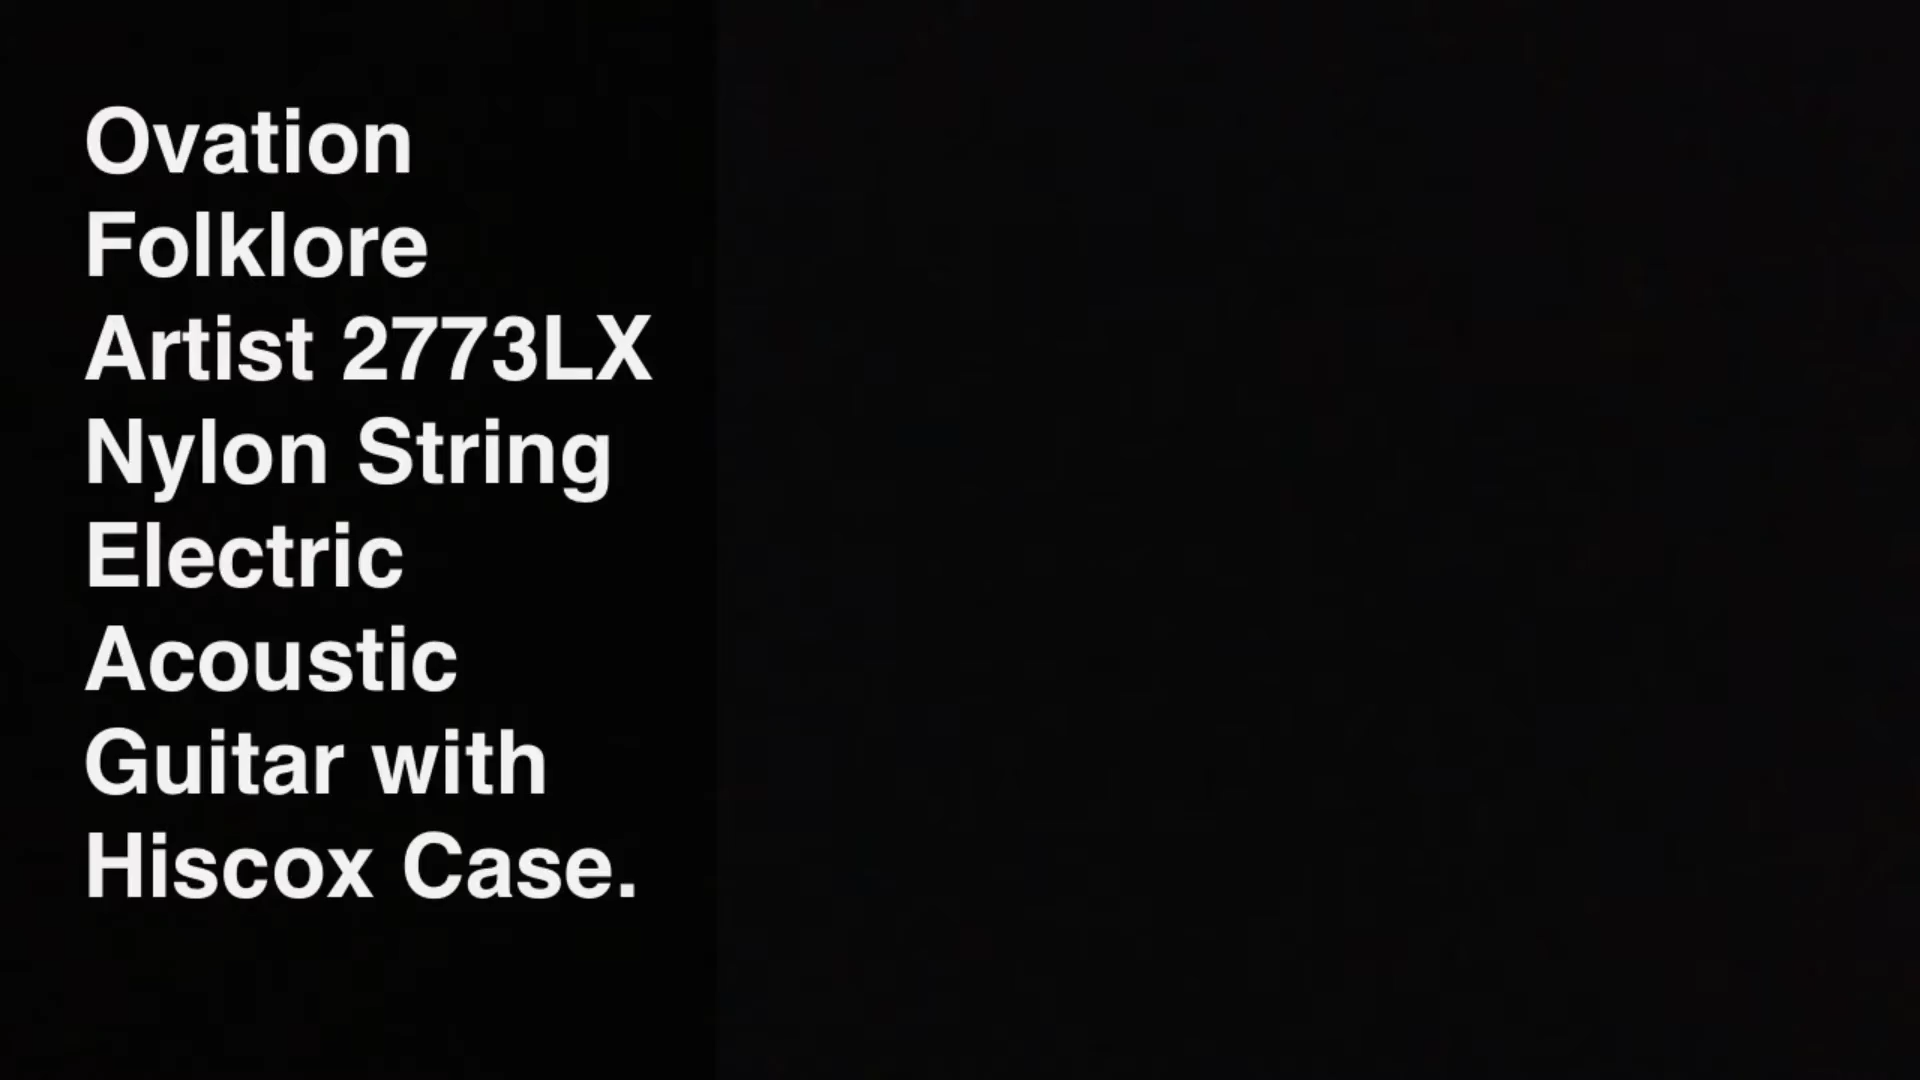 Ovation
Folklore
Artist 2773LX
Nylon String
Electric
Acoustic
Guitar with
Hiscox Case.